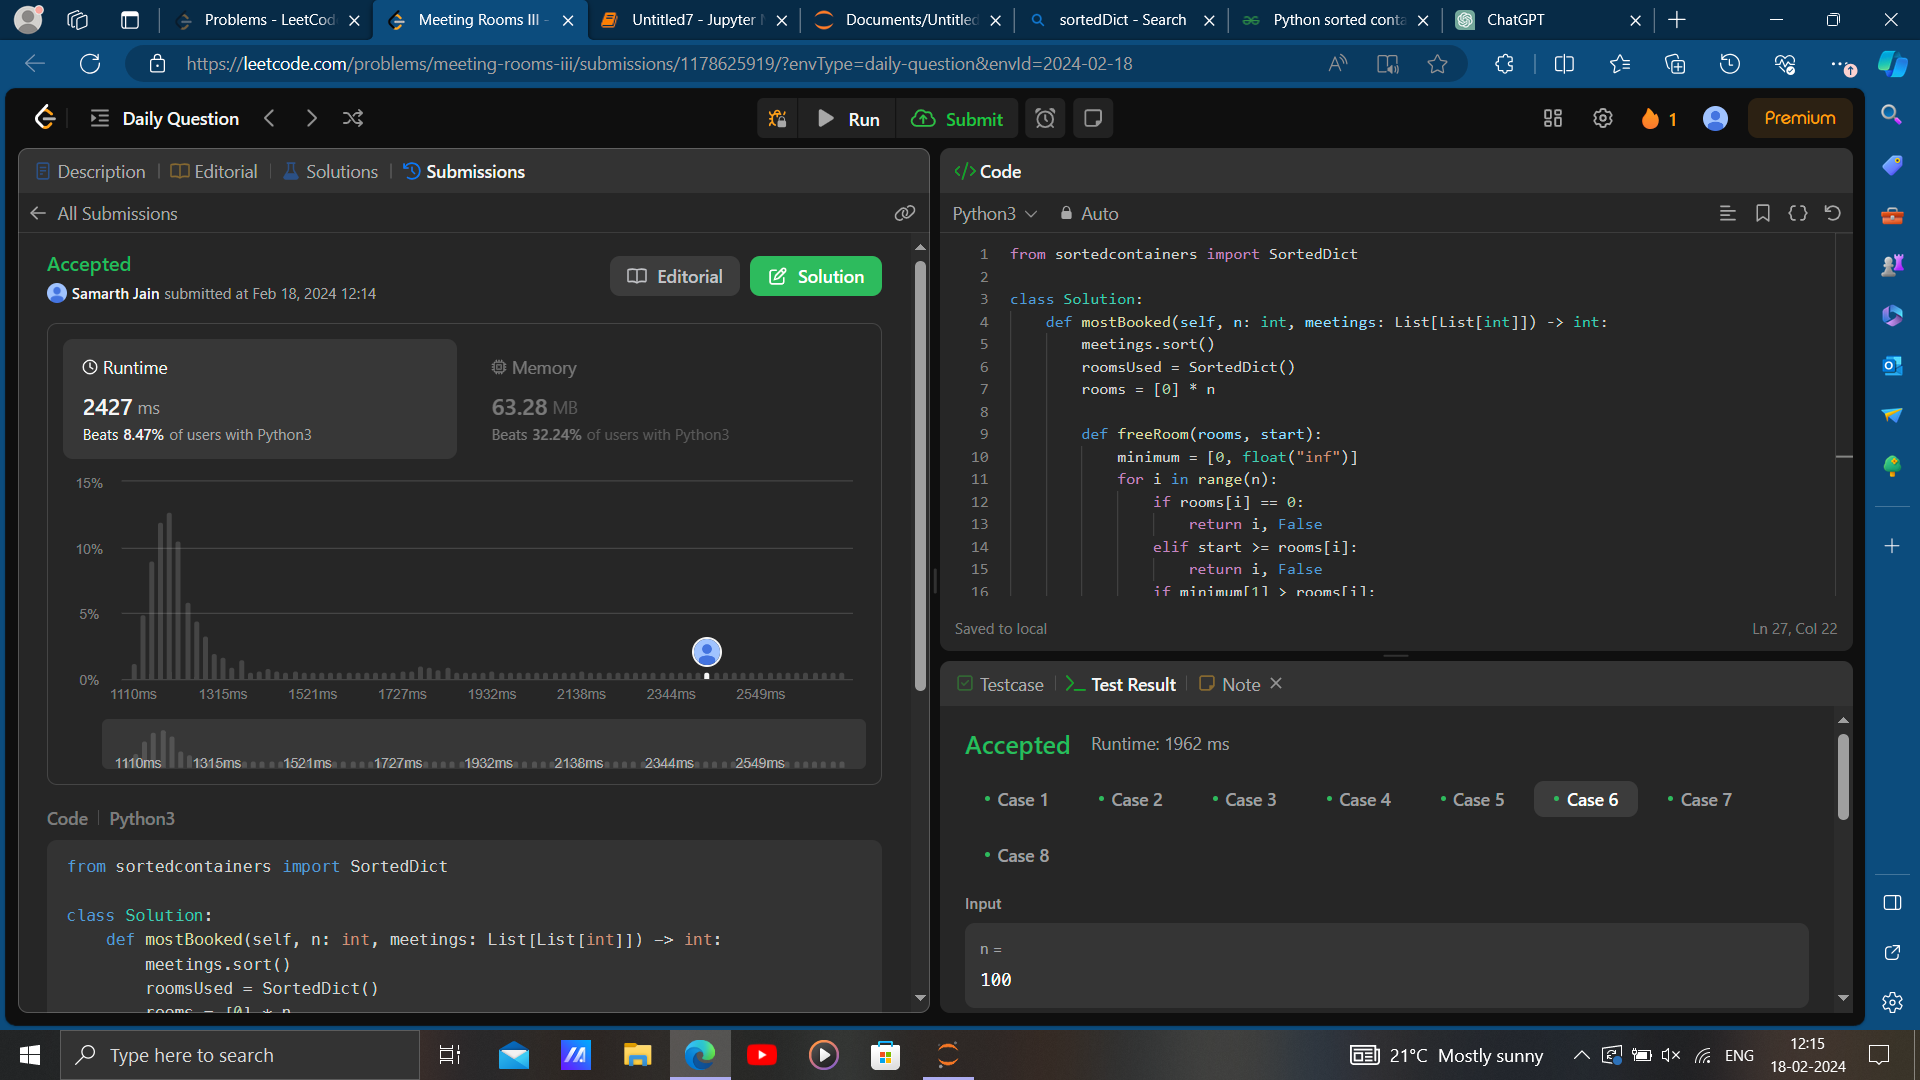 Problems - LeetCod
Meeting Rooms III -
Untitled7 - Jupyter N
Documents/Untitled
sortedDict - Search
Python sorted conta
ChatGPT
https://leetcode.com/problems/meeting-rooms-iii/submissions/1178625919/?envType=daily-question&envId=2024-02-18
Daily Question
Run
Submit
1
Premium
Description
Editorial
Solutions
Submissions
All Submissions
Accepted
Samarth Jain submitted at Feb 18, 2024 12:14
Editorial
Solution
Runtime
2427 ms
Beats 8.47% of users with Python3
Memory
63.28 MB
Beats 32.24% of users with Python3
15%
10%
5%
0%
1110ms 1315ms 1521ms 1727ms 1932ms 2138ms 2344ms 2549ms
1110ms 1315ms 1521ms 1727ms 1932ms 2138ms 2344ms 2549ms
Code | Python3
from sortedcontainers import SortedDict
class Solution:
def mostBooked(self, n: int, meetings: List[List[int]]) -> int:
meetings.sort()
roomsUsed = SortedDict()
rooms = [0] * n
Code
Python3
Auto
1 from sortedcontainers import SortedDict
2
3 class Solution:
4 def mostBooked(self, n: int, meetings: List[List[int]]) -> int:
5 meetings.sort()
6 roomsUsed = SortedDict()
7 rooms = [0] * n
8
9 def freeRoom(rooms, start):
10 minimum = [0, float("inf")]
11 for i in range(n):
12 if rooms[i] == 0:
13 return i, False
14 elif start >= rooms[i]:
15 return i, False
16 if minimum[1] > rooms[i]:
Saved to local
Ln 27, Col 22
Testcase
Test Result
Note
Accepted
Runtime: 1962 ms
Case 1
Case 2
Case 3
Case 4
Case 5
Case 6
Case 7
Case 8
Input
n =
100
Type here to search
21°C Mostly sunny
ENG
12:15
18-02-2024